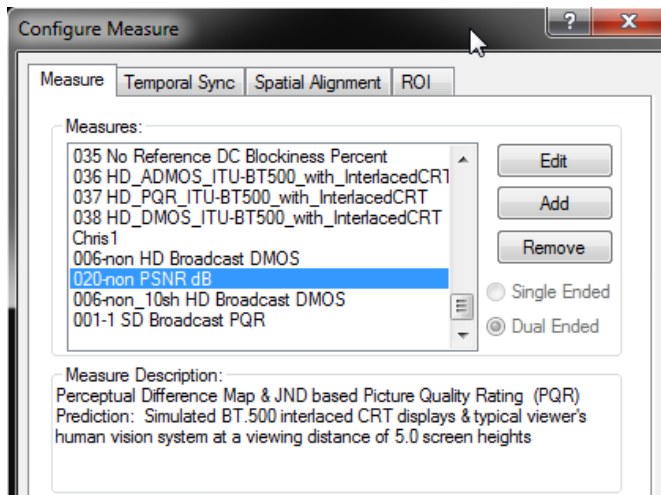 Configure Measure
?
X
Measure
Temporal Sync
Spatial Alignment
ROI
Measures:
035 No Reference DC Blockiness Percent
036 HD_ADMOS_ITU-BT500_with_InterlacedCRT
037 HD_PQR_ITU-BT500_with_InterlacedCRT
038 HD_DMOS_ITU-BT500_with_InterlacedCRT
Chris1
006-non HD Broadcast DMOS
020-non PSNR dB
006-non_10sh HD Broadcast DMOS
001-1 SD Broadcast PQR
Edit
Add
Remove
Single Ended
Dual Ended
Measure Description:
Perceptual Difference Map & JND based Picture Quality Rating (PQR)
Prediction: Simulated BT.500 interlaced CRT displays & typical viewer's
human vision system at a viewing distance of 5.0 screen heights